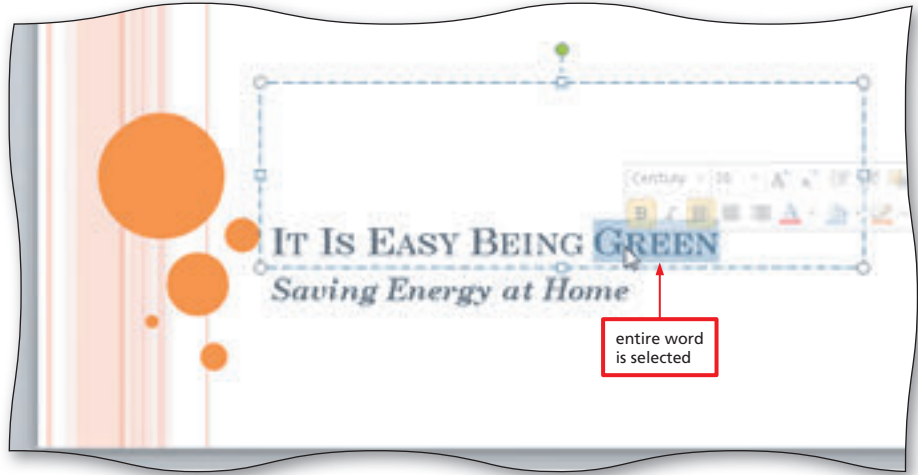 Century
IT IS EASY BEING GREEN
Saving Energy at Home
entire word
is selected